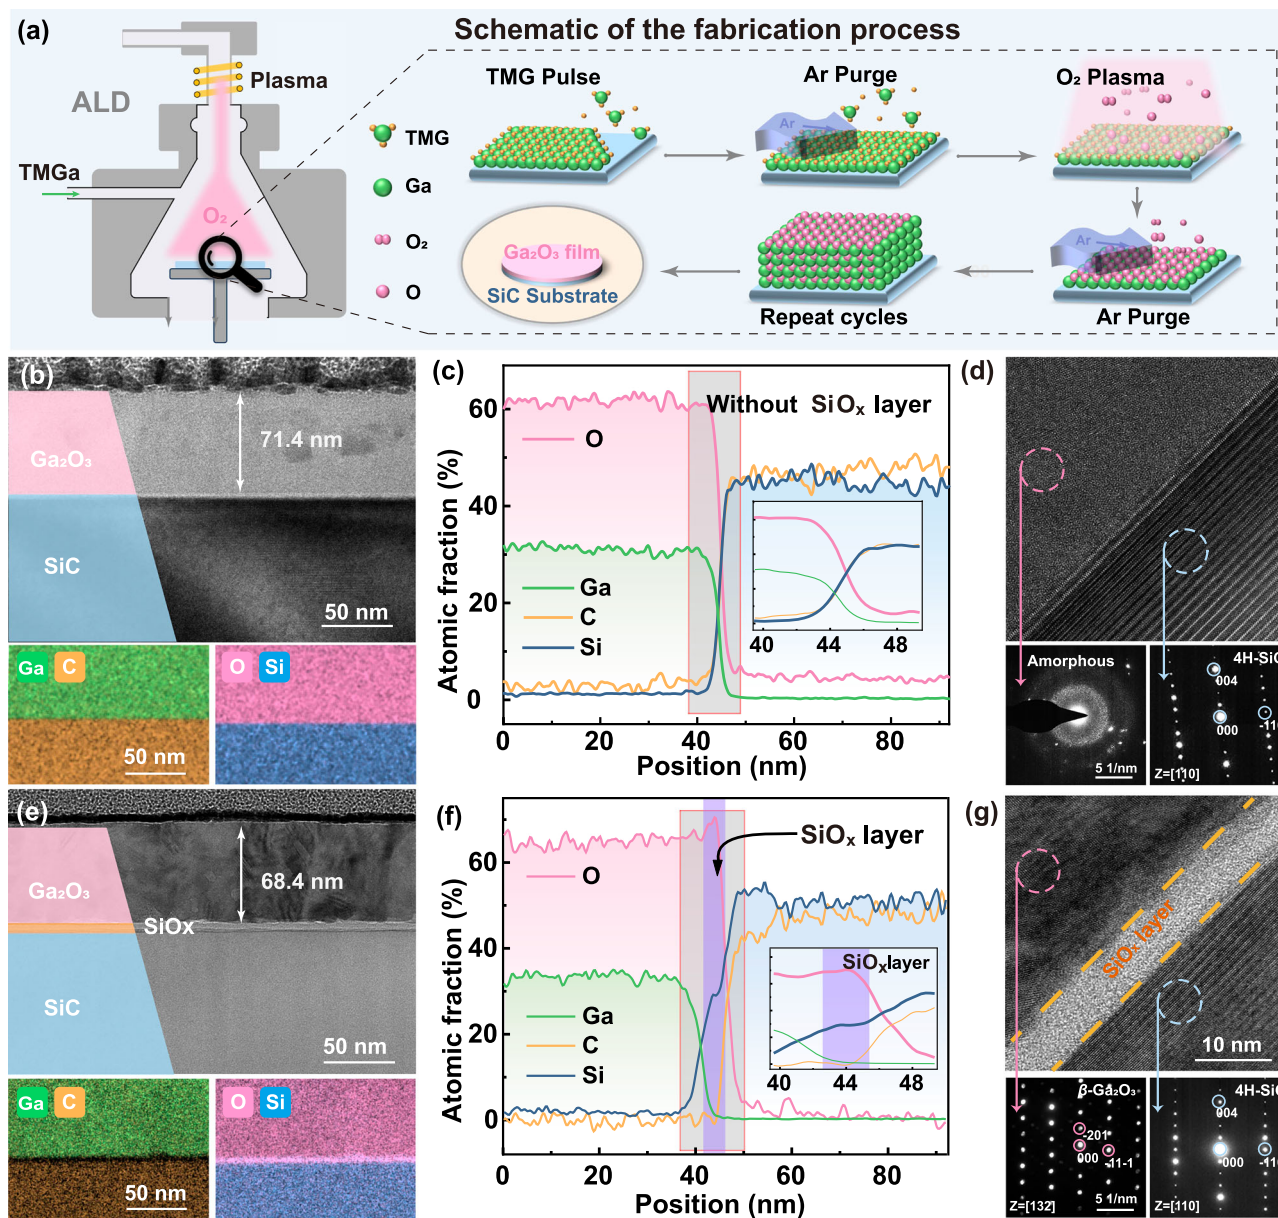 (a)
Schematic of the fabrication process
Plasma
ALD
TMGa
O₂
TMG
Ga
O₂
O
TMG Pulse
Ar Purge
O₂ Plasma
Ar
Ga₂O₃ film
SiC Substrate
Repeat cycles
Ar
Ar Purge
(b)
71.4 nm
Ga₂O₃
SiC
50 nm
Ga C
50 nm
O Si
(c)
Without SiOₓ layer
O
Ga
C
Si
Atomic fraction (%)
60
40
20
0
40 44 48
0 20 40 60 80
Position (nm)
(d)
Amorphous
5 1/nm
4H-SiC
004
000
Z=[110]
(e)
68.4 nm
Ga₂O₃
SiOx
SiC
50 nm
Ga C
50 nm
O Si
(f)
SiOₓ layer
O
Ga
C
Si
Atomic fraction (%)
60
40
20
0
SiOₓlayer
40 44 48
0 20 40 60 80
Position (nm)
(g)
SiOₓ layer
10 nm
β-Ga₂O₃
-201
000
-11-1
Z=[132]
5 1/nm
4H-SiC
004
000
Z=[110]